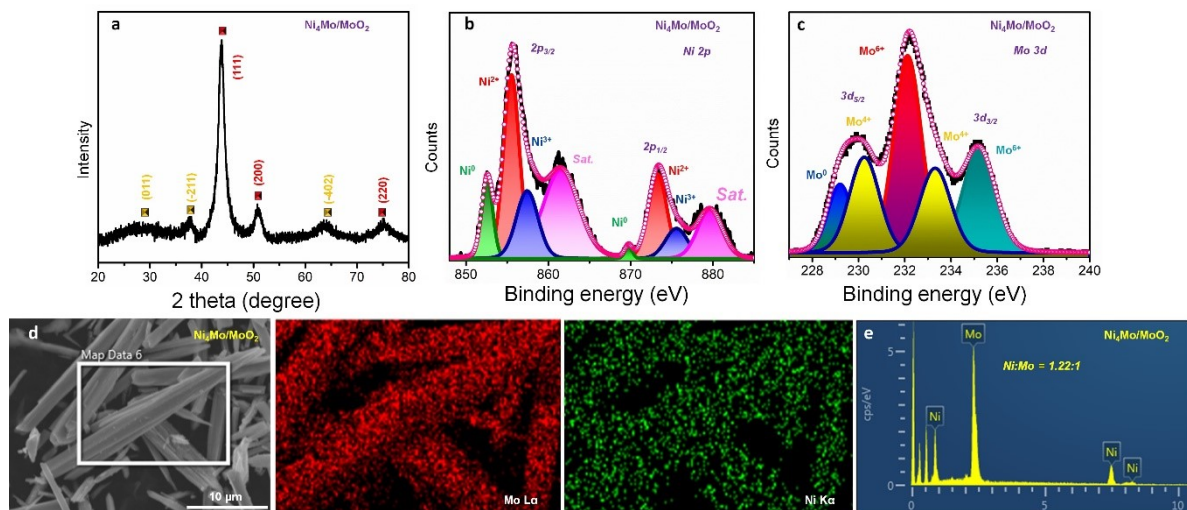 a
Ni₄Mo/MoO₂
(011)
(-211)
(111)
(200)
(-402)
(220)
Intensity
20 30 40 50 60 70 80
2 theta (degree)
b
Ni₄Mo/MoO₂
Ni 2p
2p₃/₂
Ni²⁺
Ni³⁺
Ni⁰
Sat.
2p₁/₂
Ni²⁺
Ni³⁺
Ni⁰
Sat.
Counts
850 860 870 880
Binding energy (eV)
c
Ni₄Mo/MoO₂
Mo 3d
Mo⁶⁺
3d₅/₂
Mo⁴⁺
Mo⁰
Mo⁴⁺
3d₃/₂
Mo⁶⁺
Counts
228 230 232 234 236 238 240
Binding energy (eV)
d
Ni₄Mo/MoO₂
Map Data 6
10 µm
Mo Lα
Ni Kα
e
Ni₄Mo/MoO₂
Ni:Mo = 1.22:1
Mo
Ni
Ni
Ni
cps/eV
5
0
0 5 10